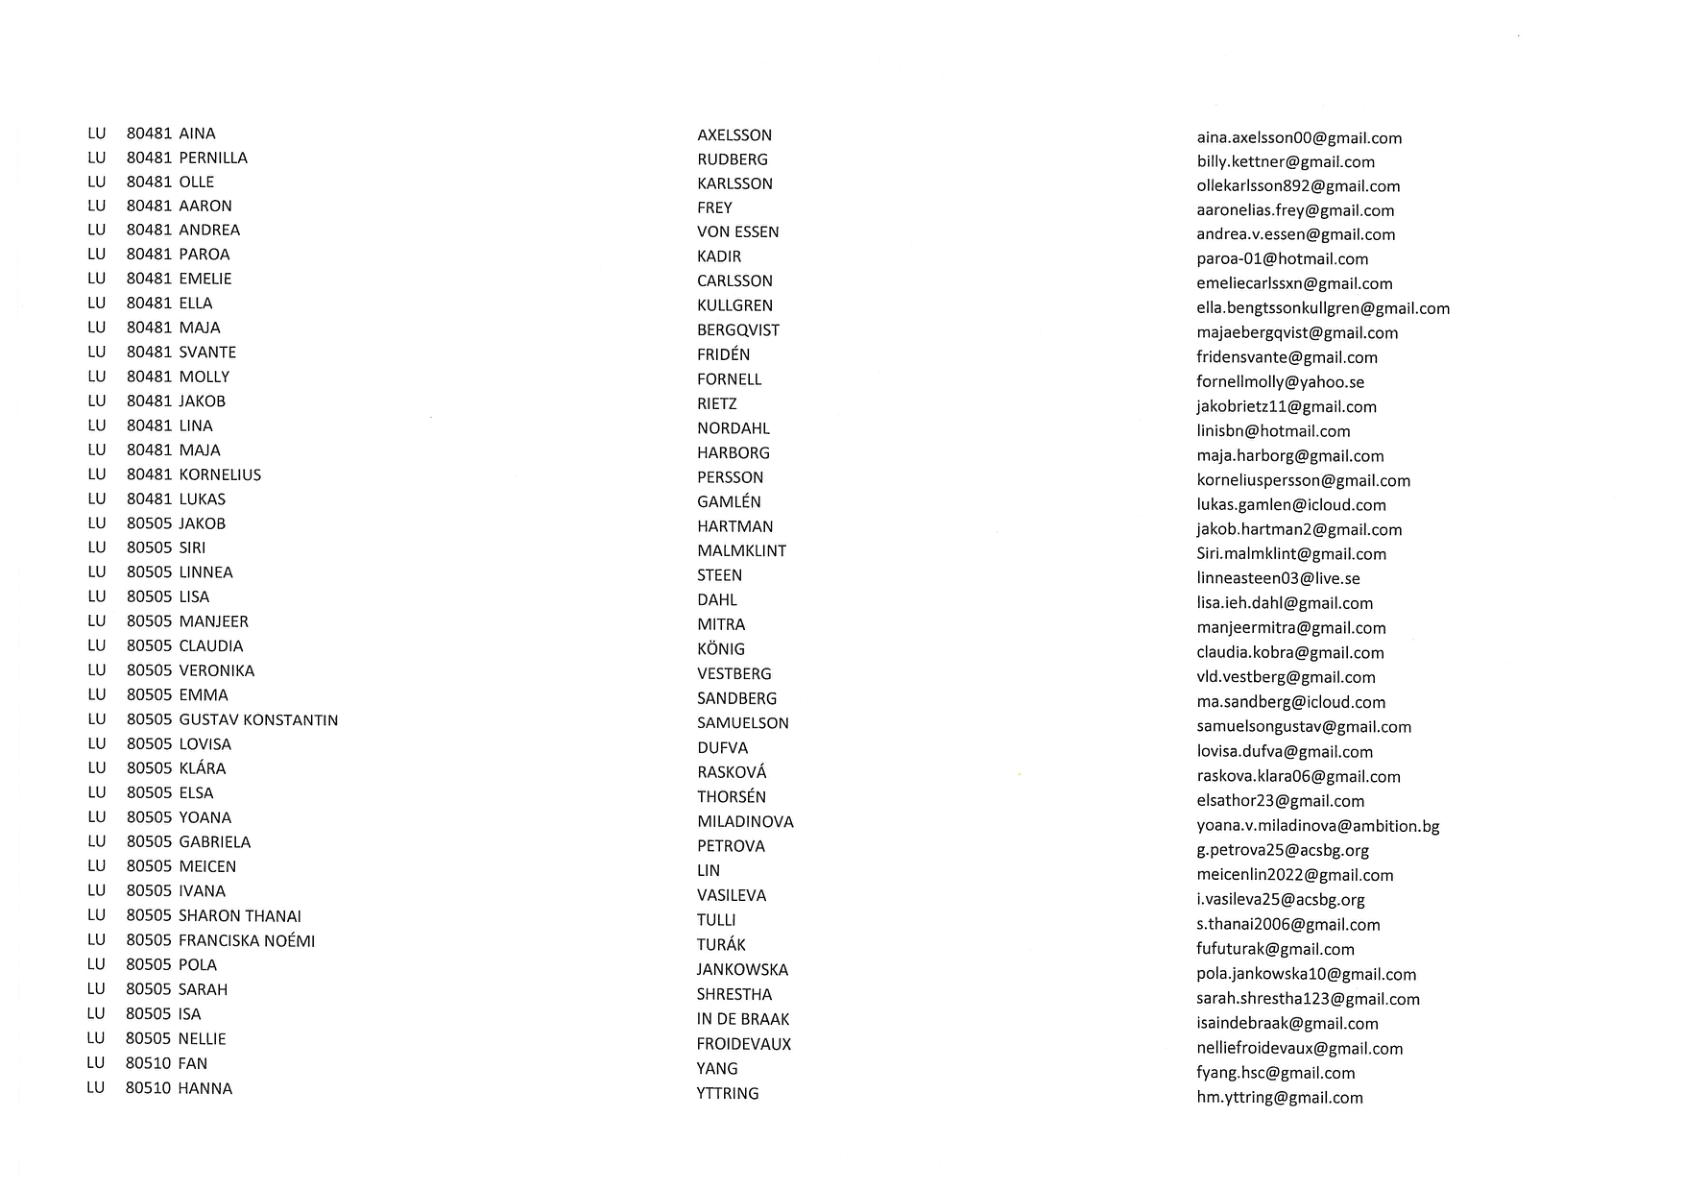 LU 80481 AINA AXELSSON aina.axelsson00@gmail.com
LU 80481 PERNILLA RUDBERG billy.kettner@gmail.com
LU 80481 OLLE KARLSSON ollekarlsson892@gmail.com
LU 80481 AARON FREY aaronelias.frey@gmail.com
LU 80481 ANDREA VON ESSEN andrea.v.essen@gmail.com
LU 80481 PAROA KADIR paroa-01@hotmail.com
LU 80481 EMELIE CARLSSON emeliecarlssxn@gmail.com
LU 80481 ELLA KULLGREN ella.bengtssonkullgren@gmail.com
LU 80481 MAJA BERGQVIST majaebergqvist@gmail.com
LU 80481 SVANTE FRIDÉN fridensvante@gmail.com
LU 80481 MOLLY FORNELL fornellmolly@yahoo.se
LU 80481 JAKOB RIETZ jakobrietz11@gmail.com
LU 80481 LINA NORDAHL linisbn@hotmail.com
LU 80481 MAJA HARBORG maja.harborg@gmail.com
LU 80481 KORNELIUS PERSSON korneliuspersson@gmail.com
LU 80481 LUKAS GAMLÉN lukas.gamlen@icloud.com
LU 80505 JAKOB HARTMAN jakob.hartman2@gmail.com
LU 80505 SIRI MALMKLINT Siri.malmklint@gmail.com
LU 80505 LINNEA STEEN linneasteen03@live.se
LU 80505 LISA DAHL lisa.ieh.dahl@gmail.com
LU 80505 MANJEER MITRA manjeermitra@gmail.com
LU 80505 CLAUDIA KÖNIG claudia.kobra@gmail.com
LU 80505 VERONIKA VESTBERG vld.vestberg@gmail.com
LU 80505 EMMA SANDBERG ma.sandberg@icloud.com
LU 80505 GUSTAV KONSTANTIN SAMUELSON samuelsongustav@gmail.com
LU 80505 LOVISA DUFVA lovisa.dufva@gmail.com
LU 80505 KLÁRA RASKOVÁ raskova.klara06@gmail.com
LU 80505 ELSA THORSÉN elsathor23@gmail.com
LU 80505 YOANA MILADINOVA yoana.v.miladinova@ambition.bg
LU 80505 GABRIELA PETROVA g.petrova25@acsbg.org
LU 80505 MEICEN LIN meicenlin2022@gmail.com
LU 80505 IVANA VASILEVA i.vasileva25@acsbg.org
LU 80505 SHARON THANAI TULLI s.thanai2006@gmail.com
LU 80505 FRANCISKA NOÉMI TURÁK fufuturak@gmail.com
LU 80505 POLA JANKOWSKA pola.jankowska10@gmail.com
LU 80505 SARAH SHRESTHA sarah.shrestha123@gmail.com
LU 80505 ISA IN DE BRAAK isaindebraak@gmail.com
LU 80505 NELLIE FROIDEVAUX nelliefroidevaux@gmail.com
LU 80510 FAN YANG fyang.hsc@gmail.com
LU 80510 HANNA YTTRING hm.yttring@gmail.com